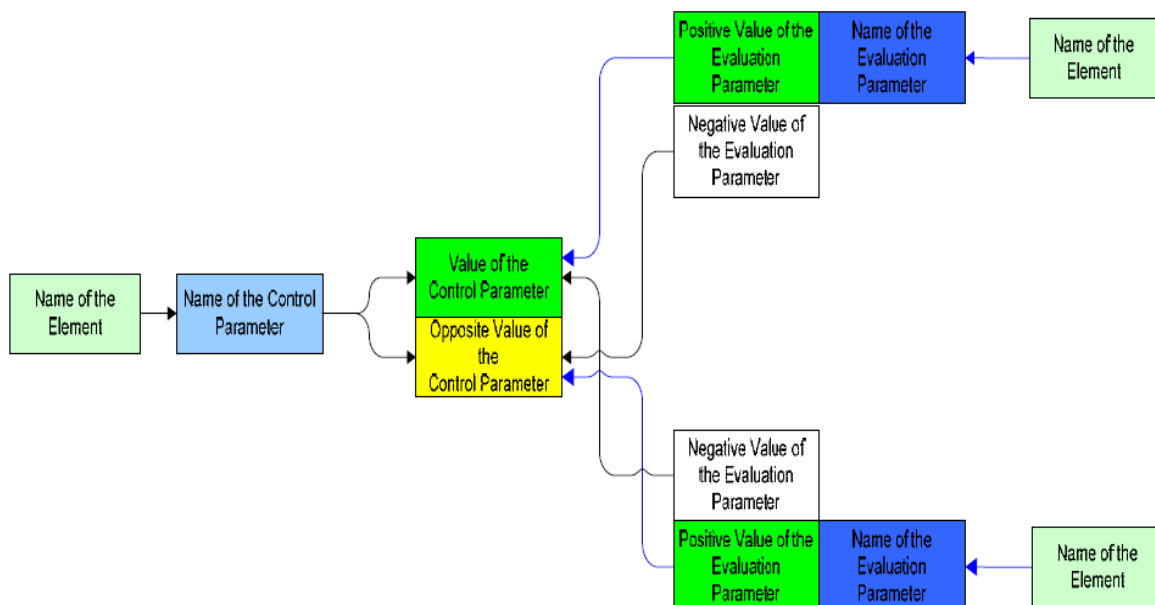 Positive Value of the
Evaluation
Parameter
Name of the
Evaluation
Parameter
Name of the
Element
Negative Value of
the Evaluation
Parameter
Value of the
Control Parameter
Name of the
Element
Name of the Control
Parameter
Opposite Value of
the
Control Parameter
Negative Value of
the Evaluation
Parameter
Positive Value of the
Evaluation
Parameter
Name of the
Evaluation
Parameter
Name of the
Element